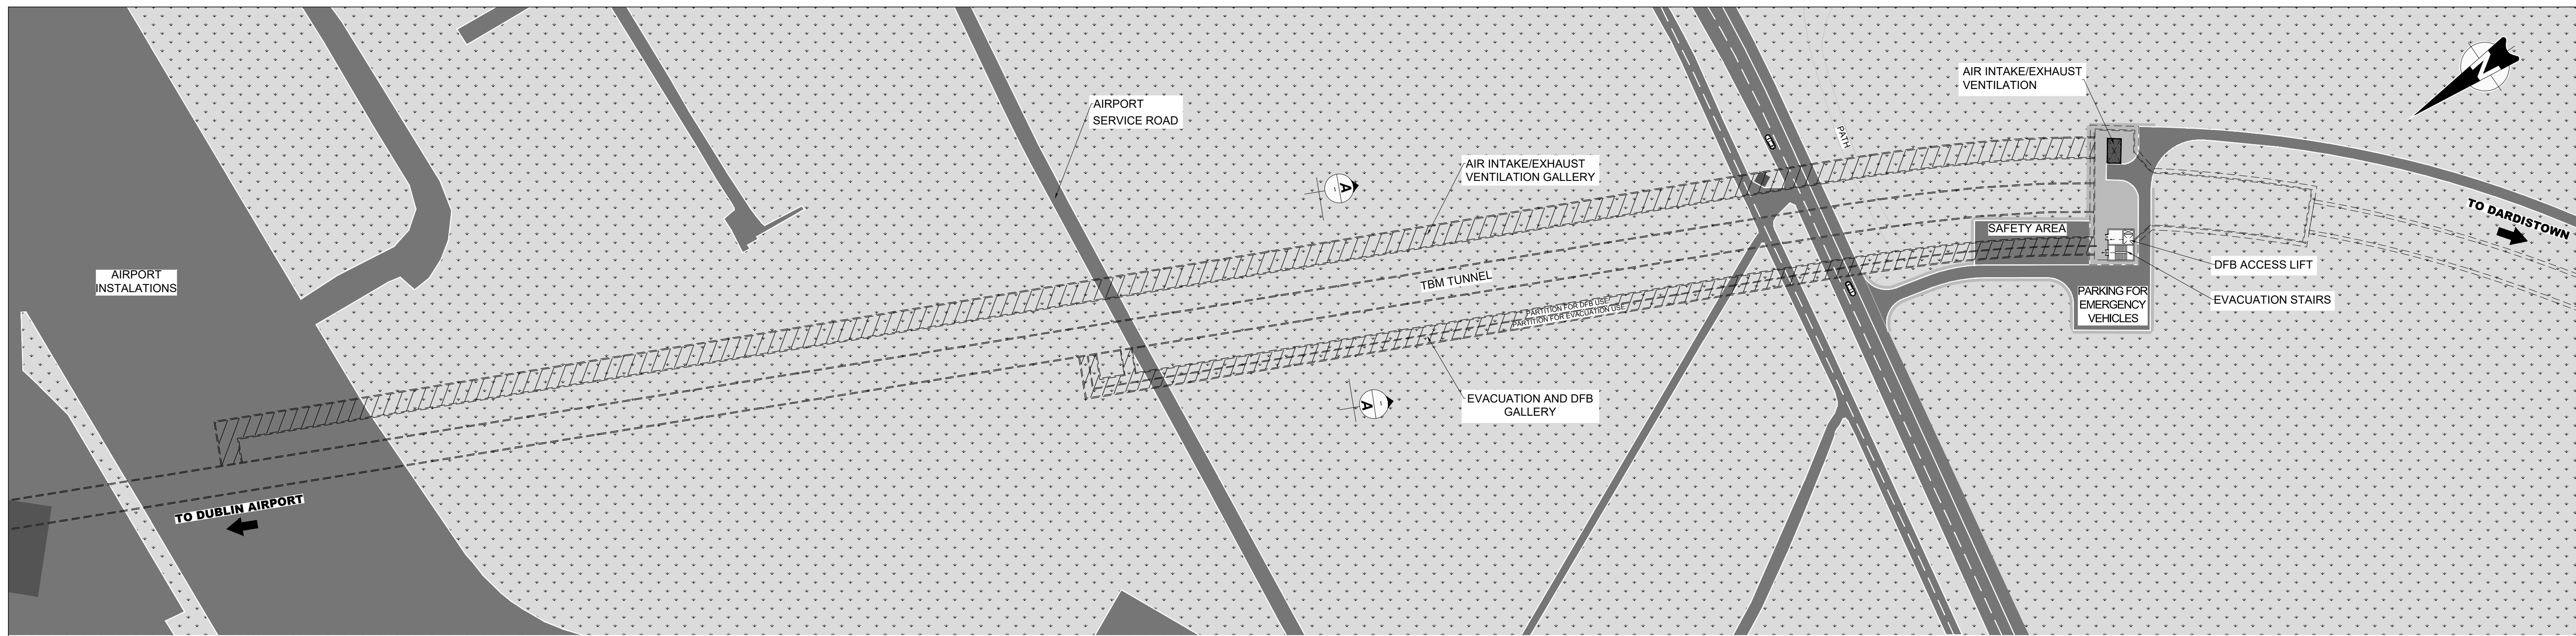 AIRPORT
INSTALATIONS
TO DUBLIN AIRPORT
AIRPORT
SERVICE ROAD
A
-
AIR INTAKE/EXHAUST
VENTILATION GALLERY
TBM TUNNEL
PARTITION FOR DFB USE
PARTITION FOR EVACUATION USE
A
-
EVACUATION AND DFB
GALLERY
PATH
AIR INTAKE/EXHAUST
VENTILATION
SAFETY AREA
PARKING FOR
EMERGENCY
VEHICLES
DFB ACCESS LIFT
EVACUATION STAIRS
N
TO DARDISTOWN